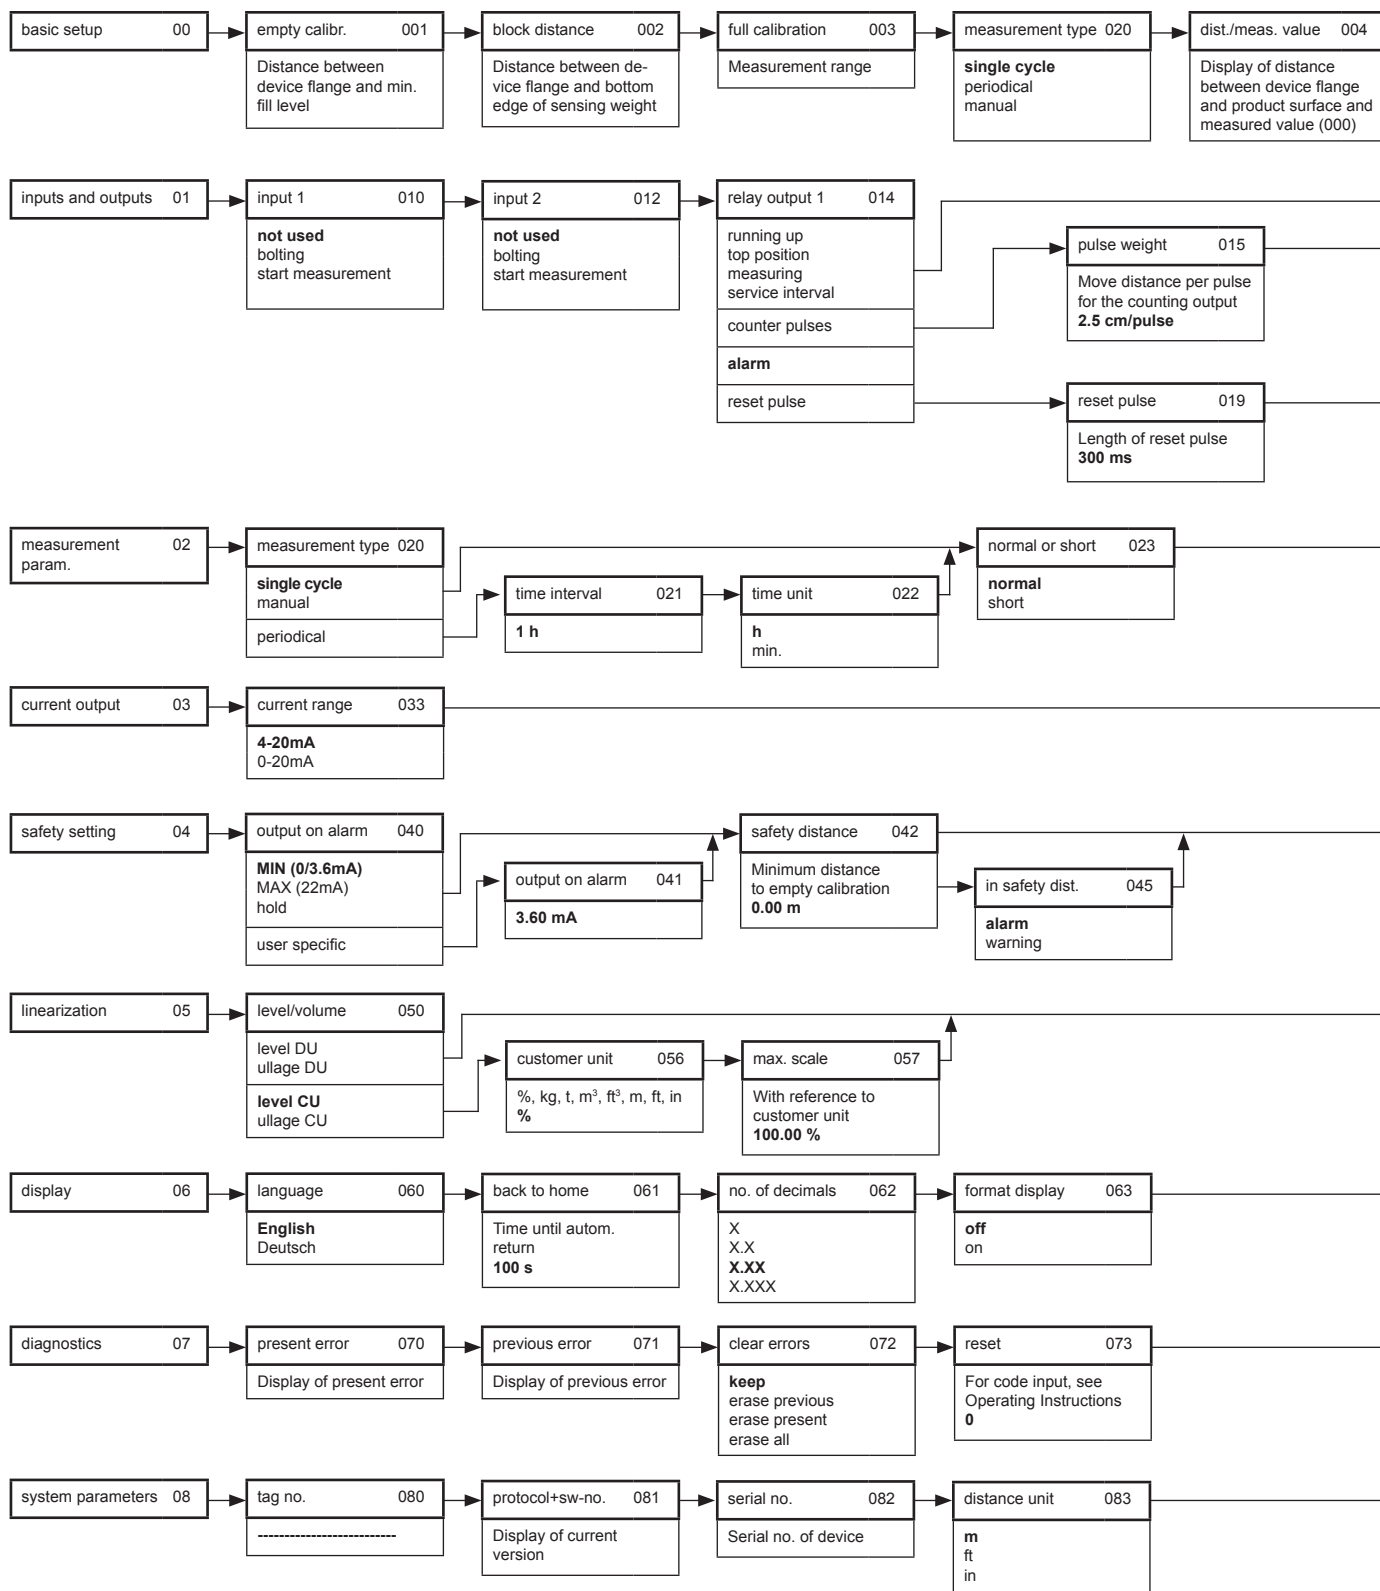 basic setup 00
empty calibr. 001
Distance between
device flange and min.
fill level
block distance 002
Distance between de-
vice flange and bottom
edge of sensing weight
full calibration 003
Measurement range
measurement type 020
single cycle
periodical
manual
dist./meas. value 004
Display of distance
between device flange
and product surface and
measured value (000)
inputs and outputs 01
input 1 010
not used
bolting
start measurement
input 2 012
not used
bolting
start measurement
relay output 1 014
running up
top position
measuring
service interval
counter pulses
alarm
reset pulse
pulse weight 015
Move distance per pulse
for the counting output
2.5 cm/pulse
reset pulse 019
Length of reset pulse
300 ms
measurement 02
param.
measurement type 020
single cycle
manual
periodical
time interval 021
1 h
time unit 022
h
min.
normal or short 023
normal
short
current output 03
current range 033
4-20mA
0-20mA
safety setting 04
output on alarm 040
MIN (0/3.6mA)
MAX (22mA)
hold
user specific
output on alarm 041
3.60 mA
safety distance 042
Minimum distance
to empty calibration
0.00 m
in safety dist. 045
alarm
warning
linearization 05
level/volume 050
level DU
ullage DU
level CU
ullage CU
customer unit 056
%, kg, t, m³, ft³, m, ft, in
%
max. scale 057
With reference to
customer unit
100.00 %
display 06
language 060
English
Deutsch
back to home 061
Time until autom.
return
100 s
no. of decimals 062
X
X.X
X.XX
X.XXX
format display 063
off
on
diagnostics 07
present error 070
Display of present error
previous error 071
Display of previous error
clear errors 072
keep
erase previous
erase present
erase all
reset 073
For code input, see
Operating Instructions
0
system parameters 08
tag no. 080
--------------------------
protocol+sw-no. 081
Display of current
version
serial no. 082
Serial no. of device
distance unit 083
m
ft
in